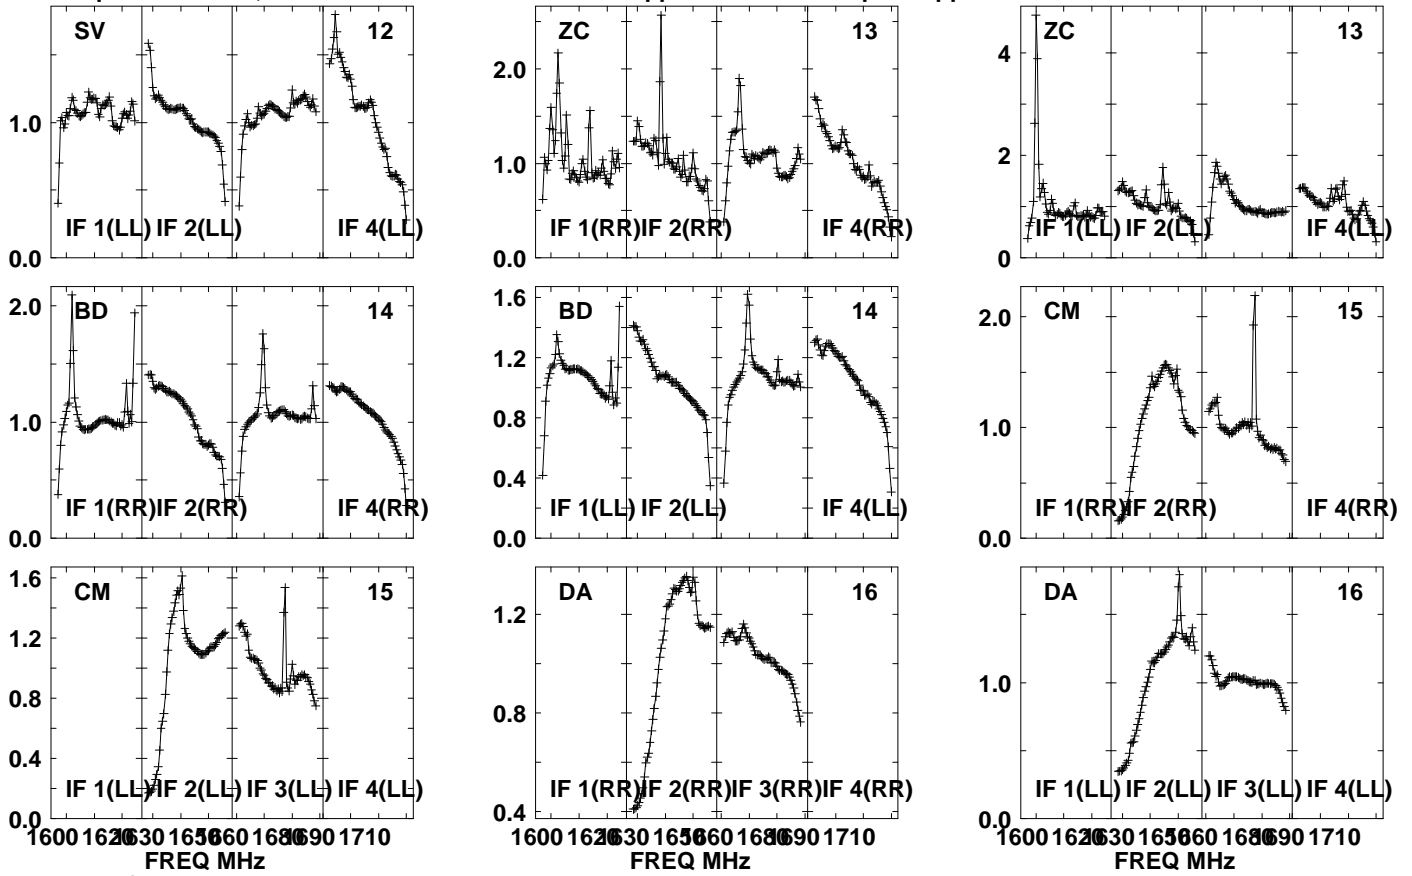 SV 12 ZC 13 ZC 13
1.0 2.0 1.0 0.0 4 2 0
IF 1(LL) IF 2(LL) IF 4(LL) IF 1(RR) IF 2(RR) IF 4(RR) IF 1(LL) IF 2(LL) IF 4(LL)
0.0
BD 14 BD 14 CM 15
2.0 1.0 0.0 1.6 1.2 0.8 0.4 0.0 2.0 1.0 0.0
IF 1(RR) IF 2(RR) IF 4(RR) IF 1(LL) IF 2(LL) IF 4(LL) IF 1(RR) IF 2(RR) IF 4(RR)
CM 15 DA 16 DA 16
1.6 1.2 0.8 0.4 0.0 1.2 0.8 0.4 1.0 0.0
IF 1(LL) IF 2(LL) IF 3(LL) IF 4(LL) IF 1(RR) IF 2(RR) IF 3(RR) IF 4(RR) IF 1(LL) IF 2(LL) IF 3(LL) IF 4(LL)
1600 1620 1630 1650 1660 1680 1690 1710 1600 1620 1630 1650 1660 1680 1690 1710 1600 1620 1630 1650 1660 1680 1690 1710
FREQ MHz FREQ MHz FREQ MHz